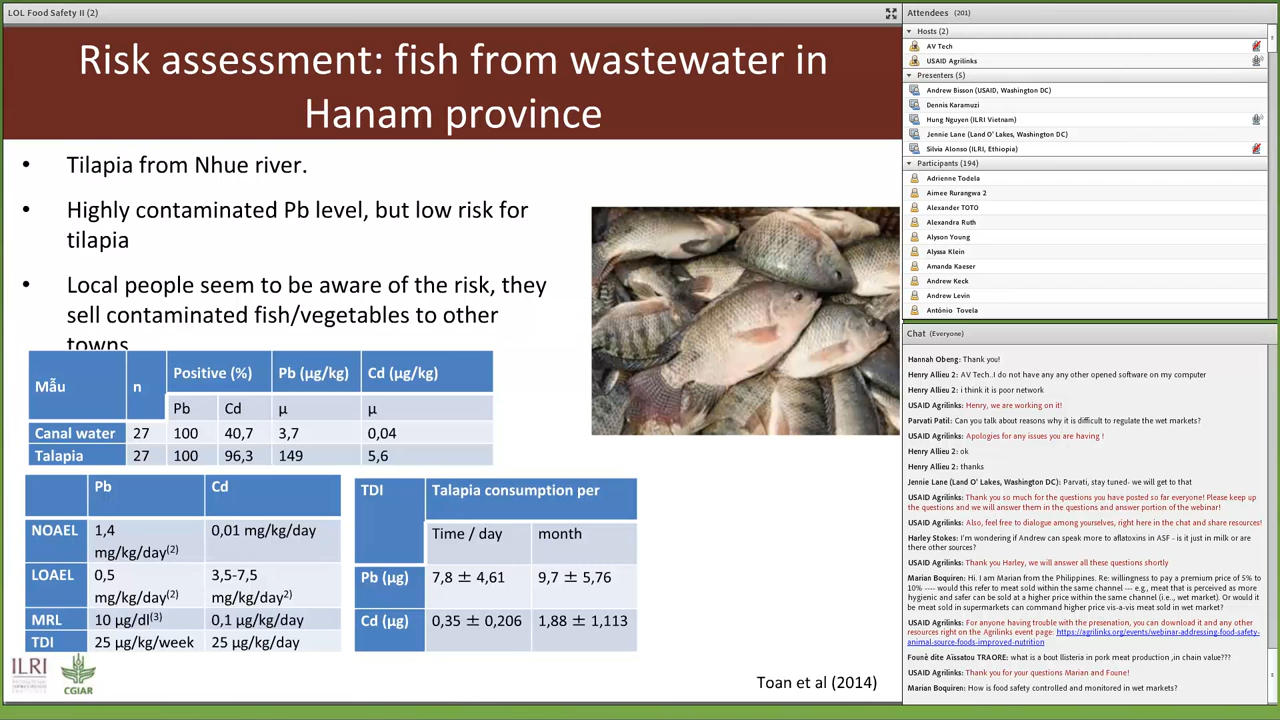 LOL Food Safety II (2)
Risk assessment: fish from wastewater in
Hanam province
• Tilapia from Nhue river.
• Highly contaminated Pb level, but low risk for
tilapia
• Local people seem to be aware of the risk, they
sell contaminated fish/vegetables to other
towns
Mẫu n Positive (%) Pb (µg/kg) Cd (µg/kg)
Pb Cd µ µ
Canal water 27 100 40,7 3,7 0,04
Talapia 27 100 96,3 149 5,6
Pb Cd
NOAEL 1,4 0,01 mg/kg/day
mg/kg/day(2)
LOAEL 0,5 3,5-7,5
mg/kg/day(2) mg/kg/day2)
MRL 10 µg/dl(3) 0,1 µg/kg/day
TDI 25 µg/kg/week 25 µg/kg/day
TDI Talapia consumption per
Time / day month
Pb (µg) 7,8 ± 4,61 9,7 ± 5,76
Cd (µg) 0,35 ± 0,206 1,88 ± 1,113
ILRI
CGIAR
Toan et al (2014)
Attendees (201)
Hosts (2)
AV Tech
USAID Agrilinks
Presenters (5)
Andrew Bisson (USAID, Washington DC)
Dennis Karamuzi
Hung Nguyen (ILRI Vietnam)
Jennie Lane (Land O' Lakes, Washington DC)
Silvia Alonso (ILRI, Ethiopia)
Participants (194)
Adrienne Todela
Aimee Rurangwa 2
Alexander TOTO
Alexandra Ruth
Alyson Young
Alyssa Klein
Amanda Kaeser
Andrew Keck
Andrew Levin
António Tovela
Chat (Everyone)
Hannah Obeng: Thank you!
Henry Allieu 2: AV Tech..I do not have any any other opened software on my computer
Henry Allieu 2: i think it is poor network
USAID Agrilinks: Henry, we are working on it!
Parvati Patil: Can you talk about reasons why it is difficult to regulate the wet markets?
USAID Agrilinks: Apologies for any issues you are having !
Henry Allieu 2: ok
Henry Allieu 2: thanks
Jennie Lane (Land O' Lakes, Washington DC): Parvati, stay tuned- we will get to that
USAID Agrilinks: Thank you so much for the questions you have posted so far everyone! Please keep up
the questions and we will answer them in the questions and answer portion of the webinar!
USAID Agrilinks: Also, feel free to dialogue among yourselves, right here in the chat and share resources!
Harley Stokes: I'm wondering if Andrew can speak more to aflatoxins in ASF - is it just in milk or are
there other sources?
USAID Agrilinks: Thank you Harley, we will answer all these questions shortly
Marian Boquiren: Hi. I am Marian from the Philippines. Re: willingness to pay a premium price of 5% to
10% ---- would this refer to meat sold within the same channel --- e.g., meat that is perceived as more
hygienic and safer can be sold at a higher price within the same channel (i.e.., wet market). Or would it
be meat sold in supermarkets can command higher price vis-a-vis meat sold in wet market?
USAID Agrilinks: For anyone having trouble with the presenation, you can download it and any other
resources right on the Agrilinks event page: https://agrilinks.org/events/webinar-addressing-food-safety-
animal-source-foods-improved-nutrition
Founè dite Aïssatou TRAORE: what is a bout llisteria in pork meat production ,in chain value???
USAID Agrilinks: Thank you for your questions Marian and Foune!
Marian Boquiren: How is food safety controlled and monitored in wet markets?